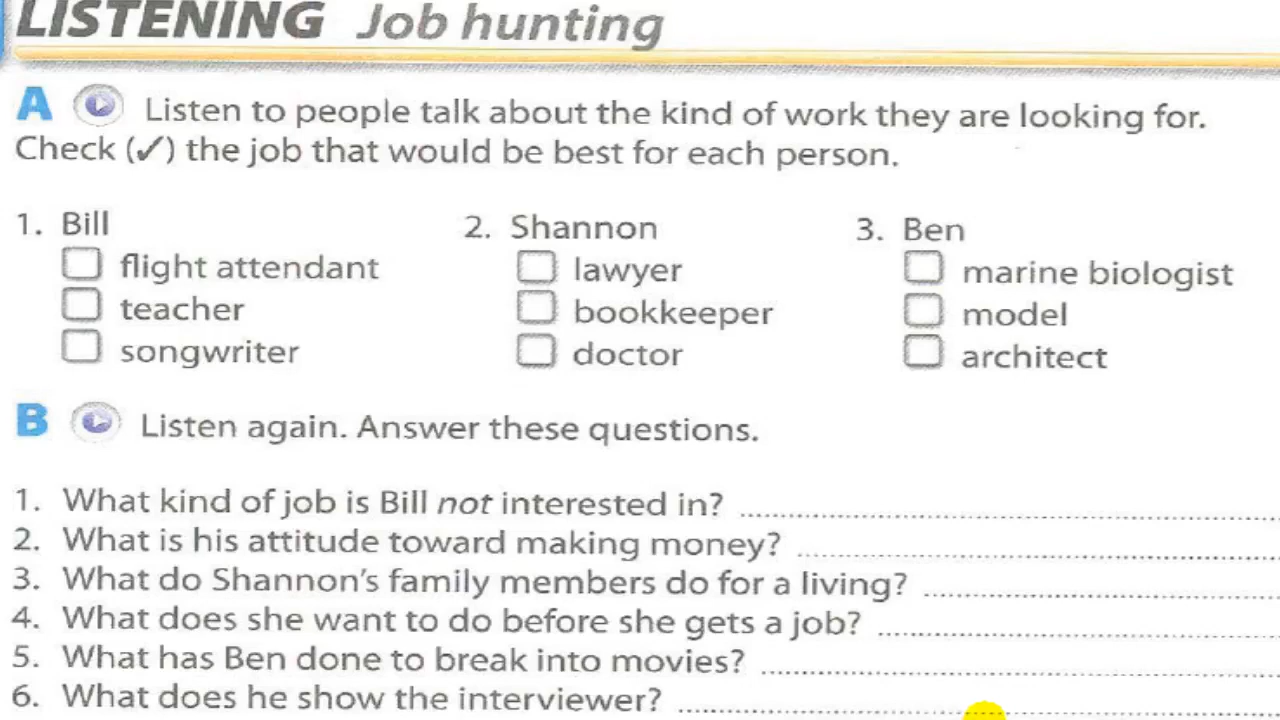 LISTENING Job hunting
A Listen to people talk about the kind of work they are looking for.
Check (✓) the job that would be best for each person.
1. Bill
flight attendant
teacher
songwriter
2. Shannon
lawyer
bookkeeper
doctor
3. Ben
marine biologist
model
architect
B Listen again. Answer these questions.
1. What kind of job is Bill not interested in?
2. What is his attitude toward making money?
3. What do Shannon's family members do for a living?
4. What does she want to do before she gets a job?
5. What has Ben done to break into movies?
6. What does he show the interviewer?